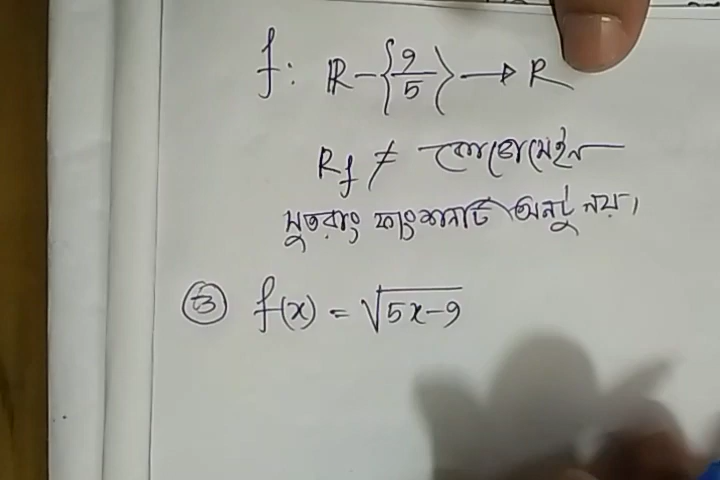 f: ℝ - {9/5} → R
R_f ≠ কোডোমেইন
সুতরাং ফাংশনটি অনটু নয়।
③ f(x) = √(5x-9)